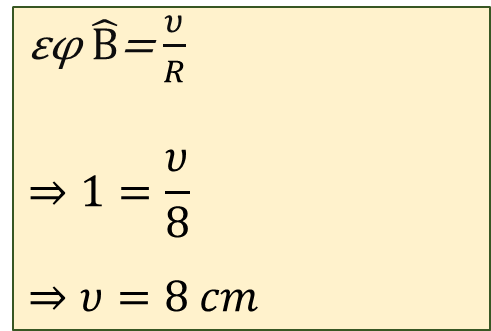 εφ B̂ = υ/R
⇒ 1 = υ/8
⇒ υ = 8 cm